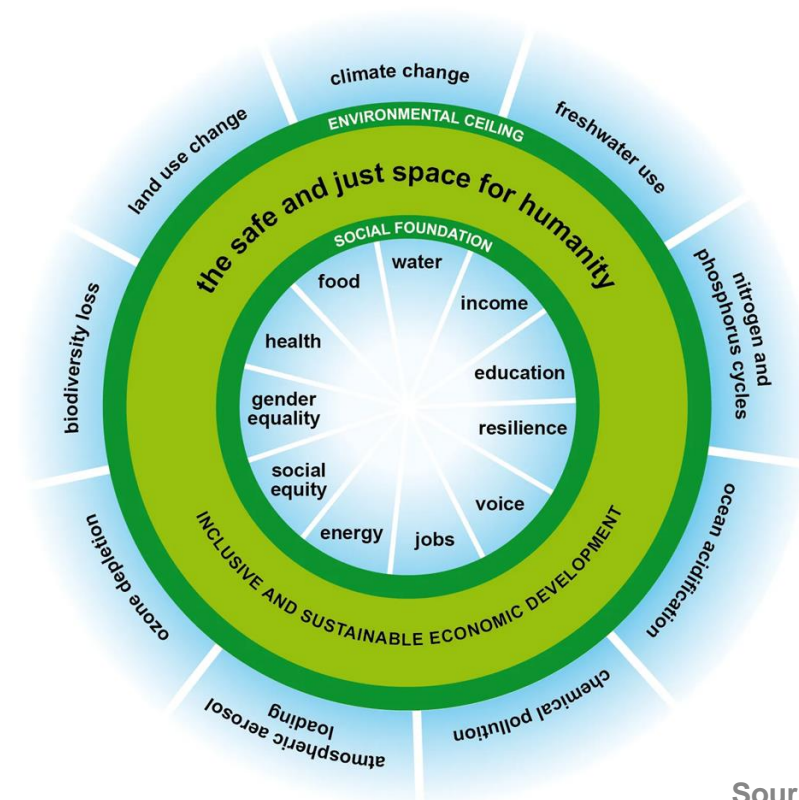 climate change
freshwater use
nitrogen and
phosphorus cycles
ocean acidification
chemical pollution
atmospheric aerosol
loading
ozone depletion
biodiversity loss
land use change
ENVIRONMENTAL CEILING
the safe and just space for humanity
SOCIAL FOUNDATION
water
income
education
resilience
voice
jobs
energy
social
equity
gender
equality
health
food
INCLUSIVE AND SUSTAINABLE ECONOMIC DEVELOPMENT
Sour